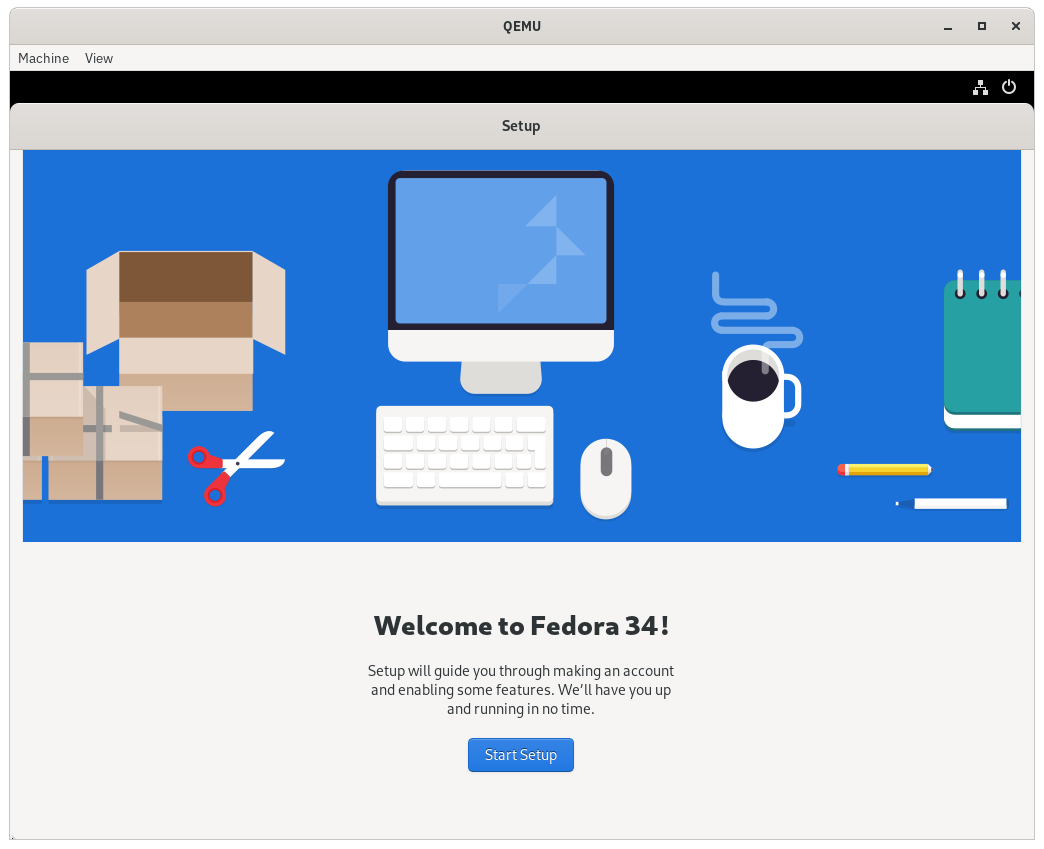 QEMU
Machine View
Setup
Welcome to Fedora 34!
Setup will guide you through making an account
and enabling some features. We’ll have you up
and running in no time.
Start Setup